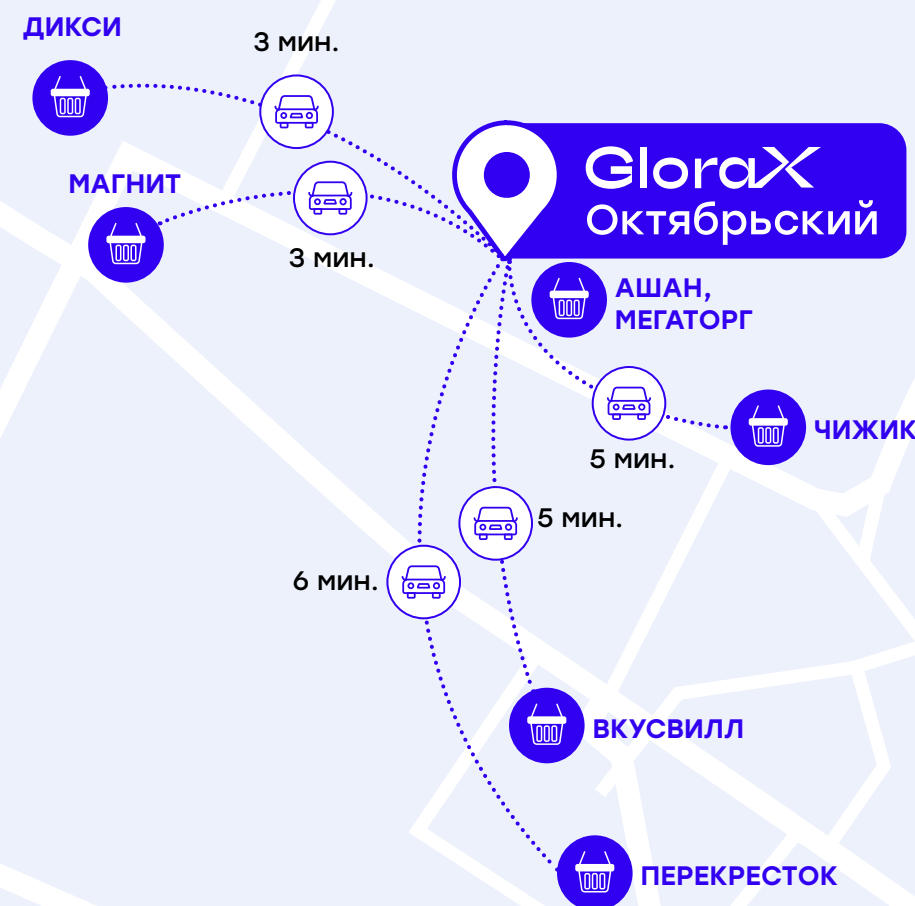 ДИКСИ
3 мин.
GloraX
Октябрьский
МАГНИТ
3 мин.
АШАН,
МЕГАТОРГ
ЧИЖИК
5 мин.
5 мин.
6 мин.
ВКУСВИЛЛ
ПЕРЕКРЕСТОК